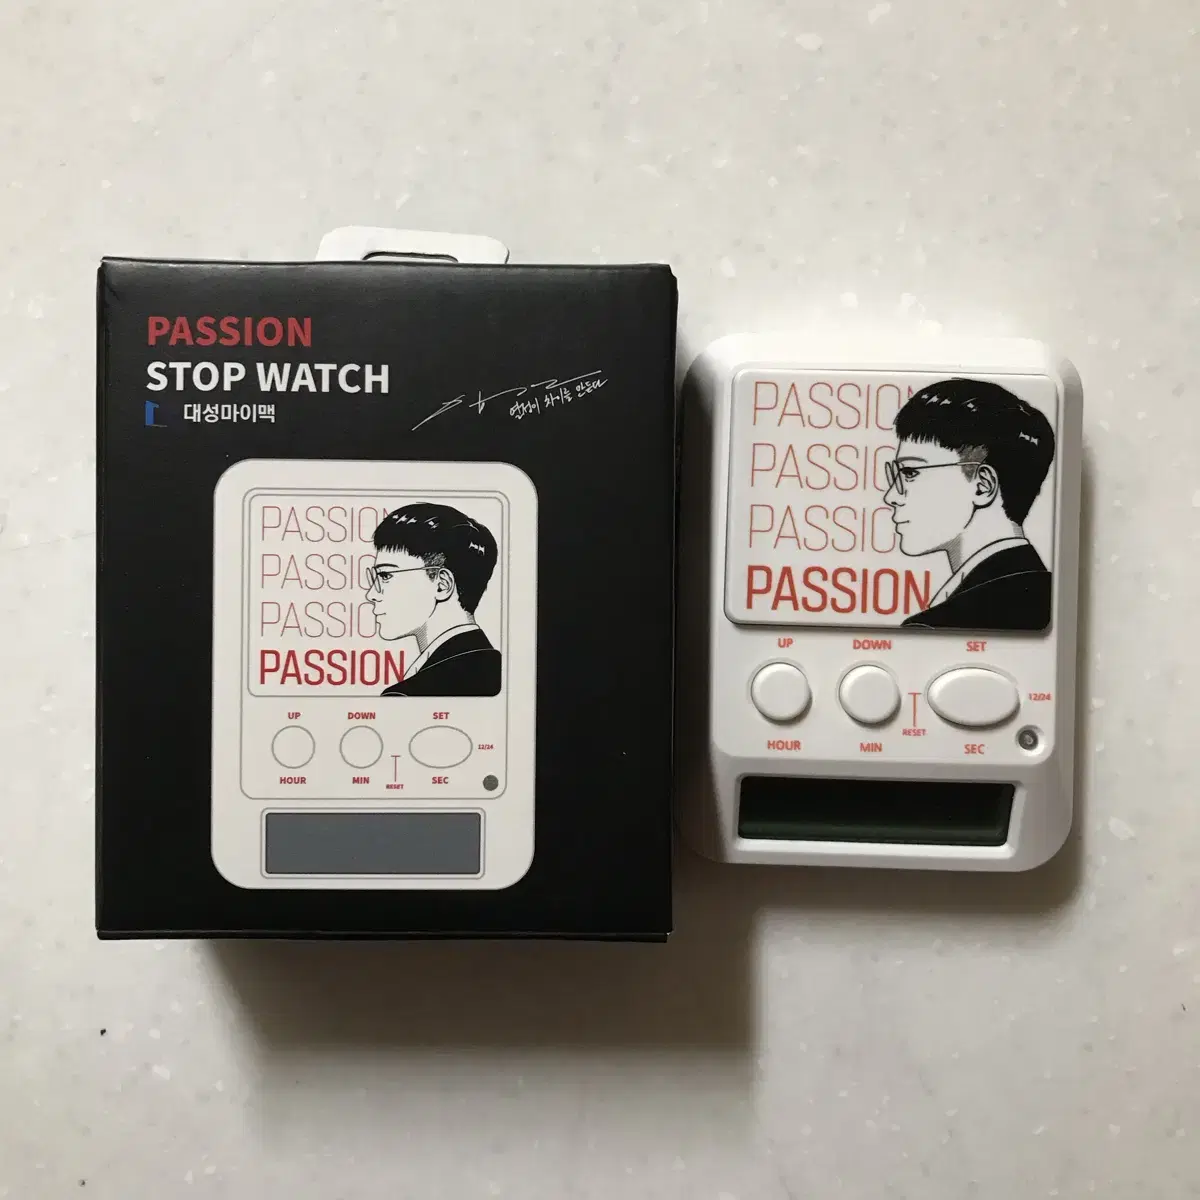 PASSION
STOP WATCH
대성마이맥
열정이 차이를 만든다
PASSION
PASSION
PASSION
PASSION
UP
DOWN
SET
12/24
HOUR
MIN
RESET
SEC
PASSION
PASSION
PASSION
PASSION
UP
DOWN
SET
12/24
RESET
HOUR
MIN
SEC